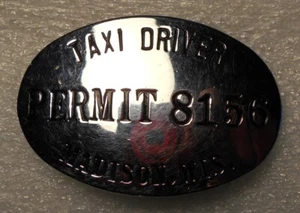 TAXI DRIVER
PERMIT 8156
MADISON, WIS.